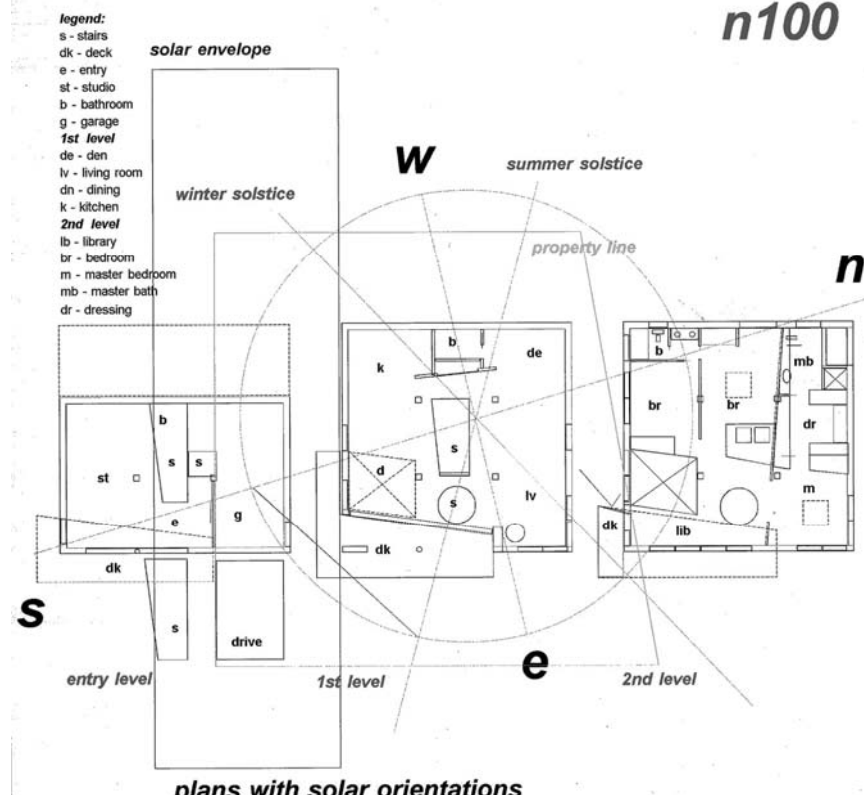 n100
legend:
s - stairs
dk - deck
e - entry
st - studio
b - bathroom
g - garage
1st level
de - den
lv - living room
dn - dining
k - kitchen
2nd level
lb - library
br - bedroom
m - master bedroom
mb - master bath
dr - dressing
solar envelope
w
summer solstice
winter solstice
property line
n
b
st
s
s
e
g
dk
s
drive
s
entry level
b
k
de
s
d
s
lv
dk
1st level
e
b
mb
br
br
dr
m
dk
lib
2nd level
plans with solar orientations